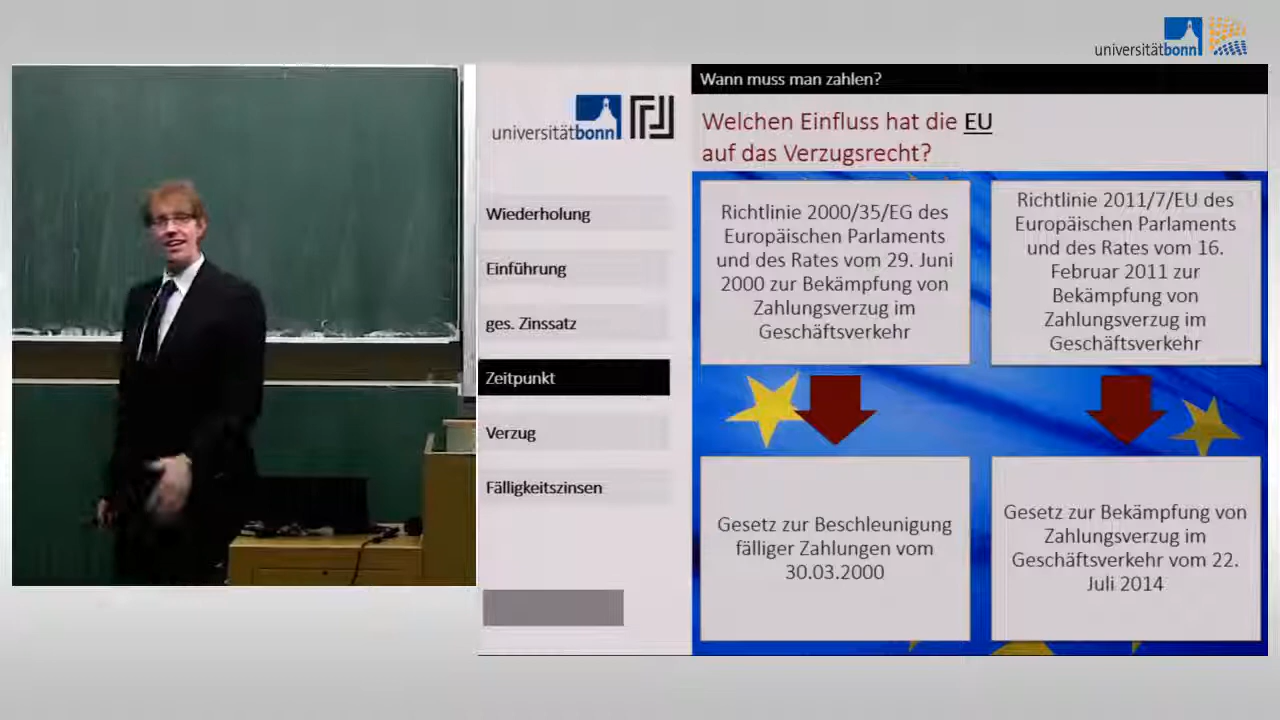 universitätbonn
universitätbonn
Wiederholung
Einführung
ges. Zinssatz
Zeitpunkt
Verzug
Fälligkeitszinsen
Wann muss man zahlen?
Welchen Einfluss hat die EU
auf das Verzugsrecht?
Richtlinie 2000/35/EG des
Europäischen Parlaments
und des Rates vom 29. Juni
2000 zur Bekämpfung von
Zahlungsverzug im
Geschäftsverkehr
Richtlinie 2011/7/EU des
Europäischen Parlaments
und des Rates vom 16.
Februar 2011 zur
Bekämpfung von
Zahlungsverzug im
Geschäftsverkehr
Gesetz zur Beschleunigung
fälliger Zahlungen vom
30.03.2000
Gesetz zur Bekämpfung von
Zahlungsverzug im
Geschäftsverkehr vom 22.
Juli 2014